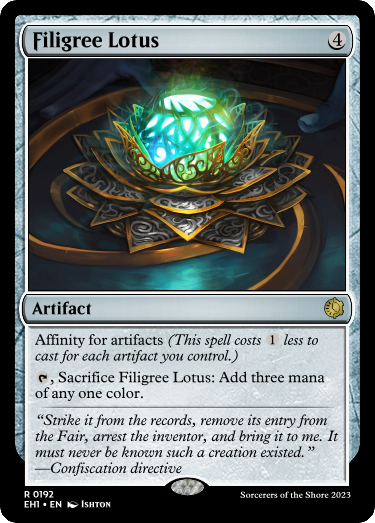 Filigree Lotus 4
Artifact
Affinity for artifacts (This spell costs 1 less to
cast for each artifact you control.)
, Sacrifice Filigree Lotus: Add three mana
of any one color.
“Strike it from the records, remove its entry from
the Fair, arrest the inventor, and bring it to me. It
must never be known such a creation existed.”
—Confiscation directive
R 0192
EH1 • EN Ishton
Sorcerers of the Shore 2023